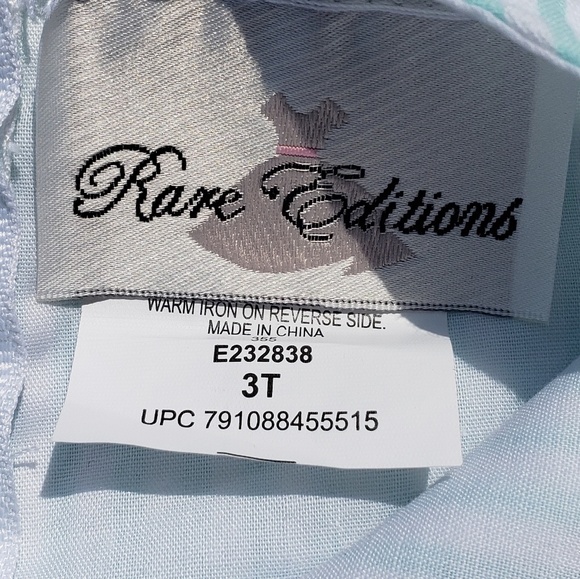 Rare Editions
WARM IRON ON REVERSE SIDE.
MADE IN CHINA
355
E232838
3T
UPC 791088455515